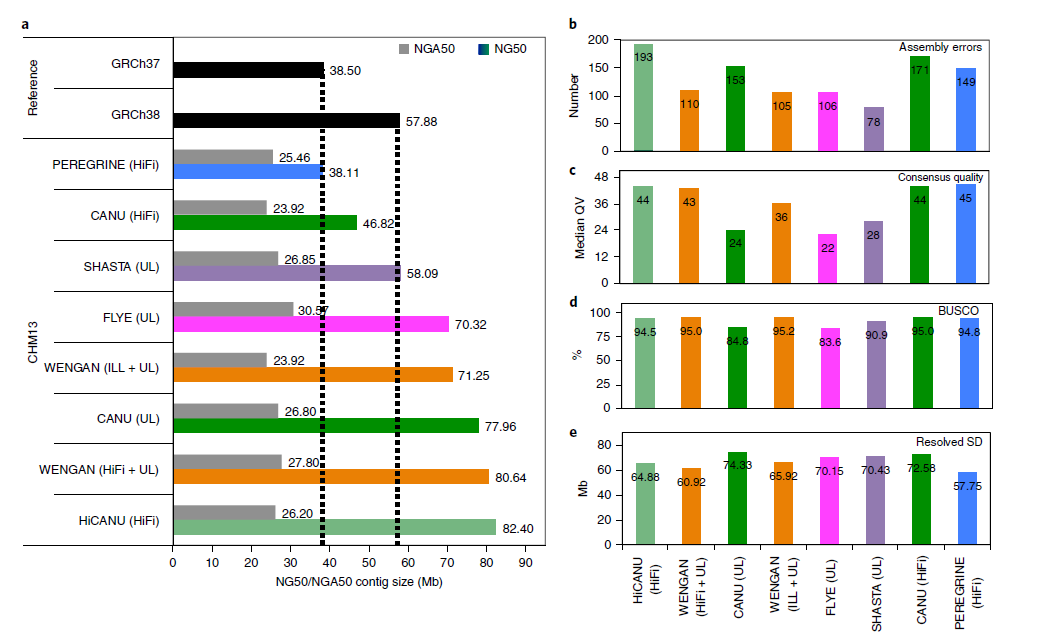 a
NGA50 NG50
Reference
GRCh37
38.50
GRCh38
57.88
CHM13
PEREGRINE (HiFi)
25.46
38.11
CANU (HiFi)
23.92
46.82
SHASTA (UL)
26.85
58.09
FLYE (UL)
30.57
70.32
WENGAN (ILL + UL)
23.92
71.25
CANU (UL)
26.80
77.96
WENGAN (HiFi + UL)
27.80
80.64
HiCANU (HiFi)
26.20
82.40
0 10 20 30 40 50 60 70 80 90
NG50/NGA50 contig size (Mb)
b
Assembly errors
Number
200
150
100
50
0
193 110 153 105 106 78 171 149
c
Consensus quality
Median QV
48
36
24
12
0
44 43 24 36 22 28 44 45
d
BUSCO
%
100
75
50
25
0
94.5 95.0 84.8 95.2 83.6 90.9 95.0 94.8
e
Resolved SD
Mb
80
60
40
20
0
64.88 60.92 74.33 65.92 70.15 70.43 72.58 57.75
HiCANU
(HiFi)
WENGAN
(HiFi + UL)
CANU (UL)
WENGAN
(ILL + UL)
FLYE (UL)
SHASTA (UL)
CANU (HiFi)
PEREGRINE
(HiFi)